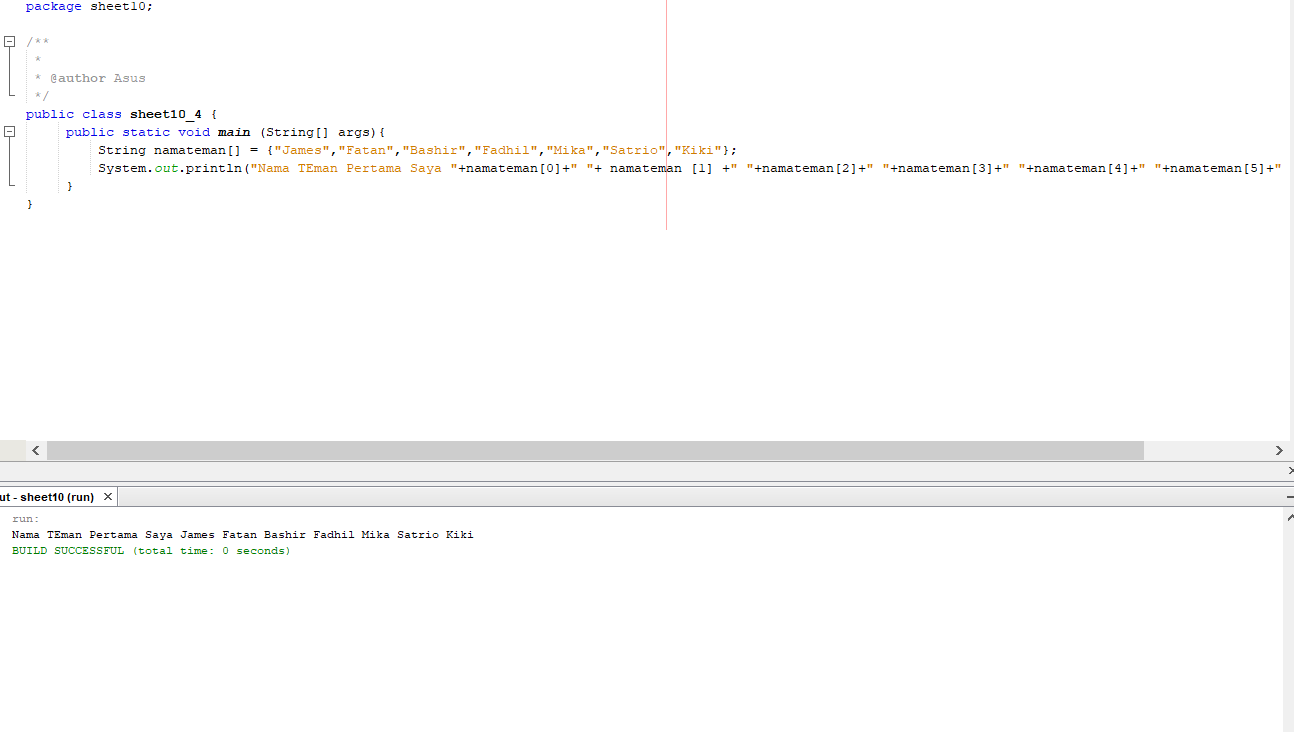 package sheet10;
/**
*
* @author Asus
*/
public class sheet10_4 {
public static void main (String[] args){
String namateman[] = {"James","Fatan","Bashir","Fadhil","Mika","Satrio","Kiki"};
System.out.println("Nama TEman Pertama Saya "+namateman[0]+" "+ namateman [1] +" "+namateman[2]+" "+namateman[3]+" "+namateman[4]+" "+namateman[5]+"
}
}
ut - sheet10 (run)
run:
Nama TEman Pertama Saya James Fatan Bashir Fadhil Mika Satrio Kiki
BUILD SUCCESSFUL (total time: 0 seconds)